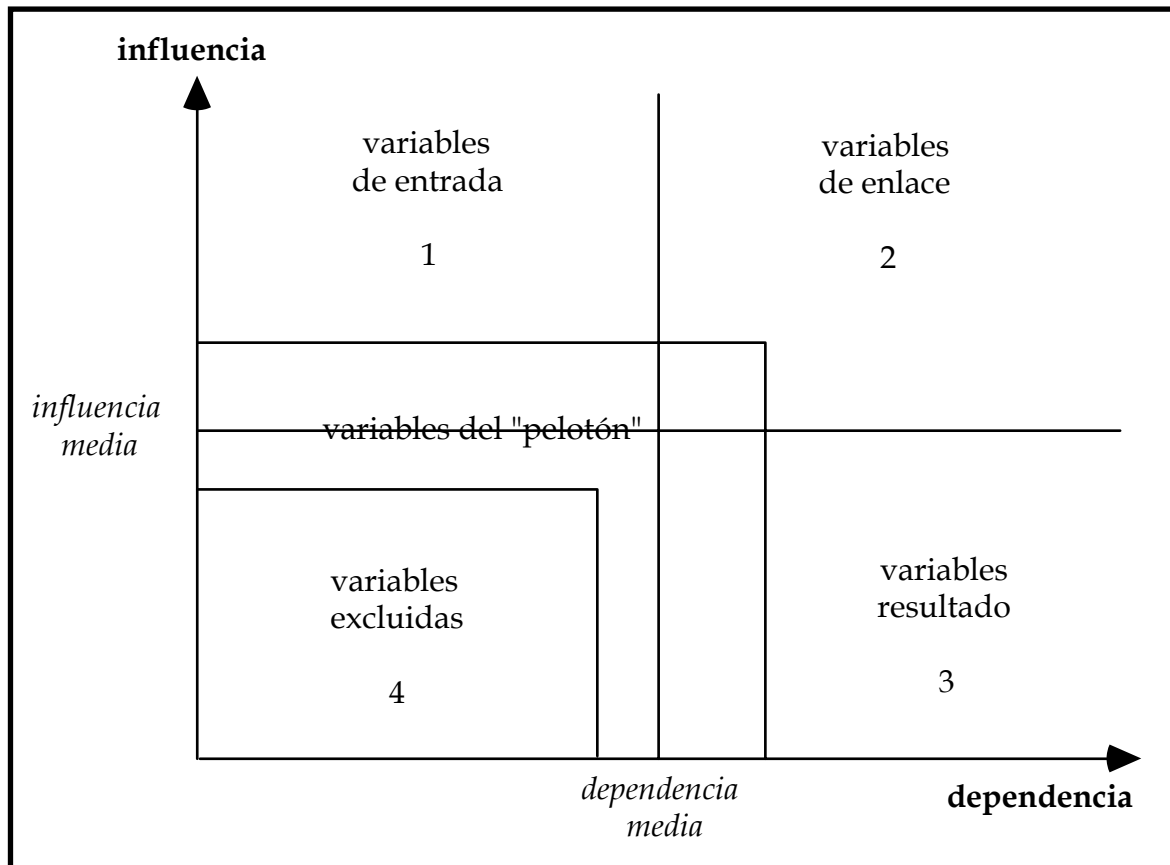 influencia
variables
de entrada
1
variables
de enlace
2
influencia
media
variables del "pelotón"
variables
excluidas
4
variables
resultado
3
dependencia
media
dependencia